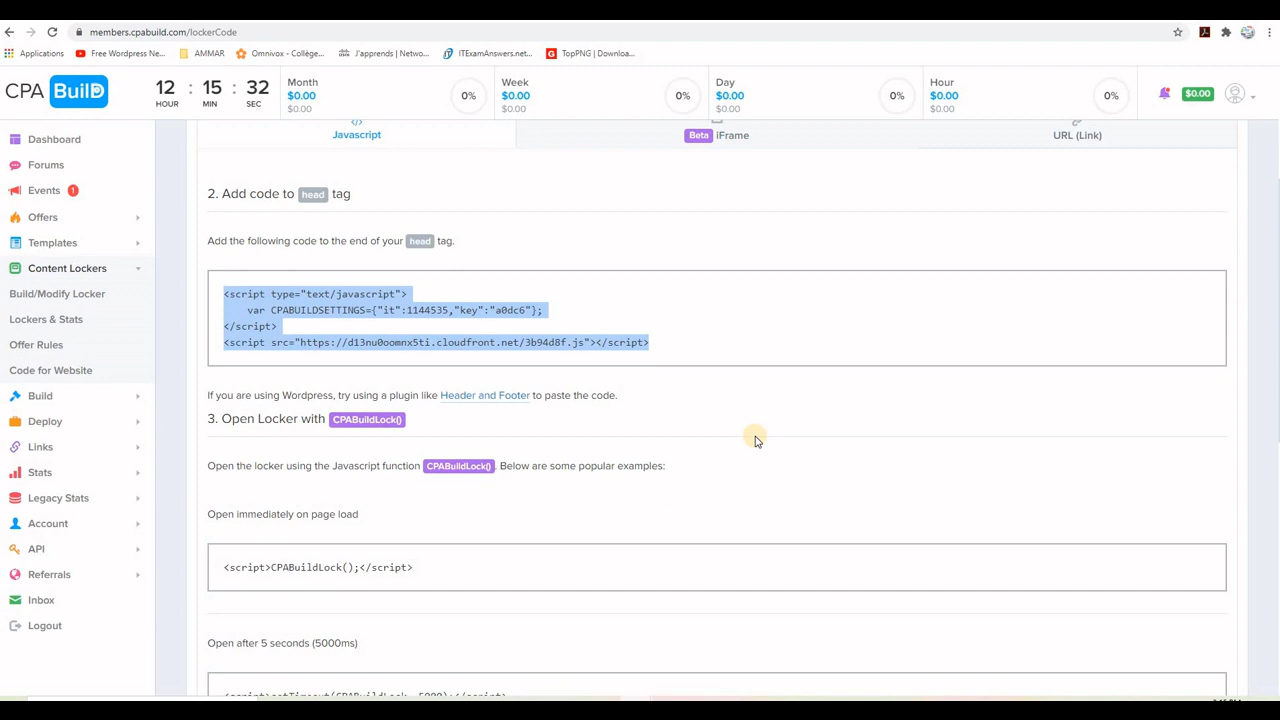 members.cpabuild.com/lockerCode
Applications
Free Wordpress Ne...
AMMAR
Omnivox - Collège...
J'apprends | Netwo...
ITExamAnswers.net...
TopPNG | Downloa...
CPA BuilD
12 : 15 : 32
HOUR MIN SEC
Month
$0.00
$0.00
0%
Week
$0.00
$0.00
0%
Day
$0.00
$0.00
0%
Hour
$0.00
$0.00
0%
$0.00
Dashboard
Forums
Events 1
Offers
Templates
Content Lockers
Build/Modify Locker
Lockers & Stats
Offer Rules
Code for Website
Build
Deploy
Links
Stats
Legacy Stats
Account
API
Referrals
Inbox
Logout
Javascript
Beta iFrame
URL (Link)
2. Add code to head tag
Add the following code to the end of your head tag.
<script type="text/javascript">
var CPABUILDSETTINGS={"it":1144535,"key":"a0dc6"};
</script>
<script src="https://d13nu0oomnx5ti.cloudfront.net/3b94d8f.js"></script>
If you are using Wordpress, try using a plugin like Header and Footer to paste the code.
3. Open Locker with CPABuildLock()
Open the locker using the Javascript function CPABuildLock(). Below are some popular examples:
Open immediately on page load
<script>CPABuildLock();</script>
Open after 5 seconds (5000ms)
<script>setTimeout(CPABuildLock, 5000);</script>